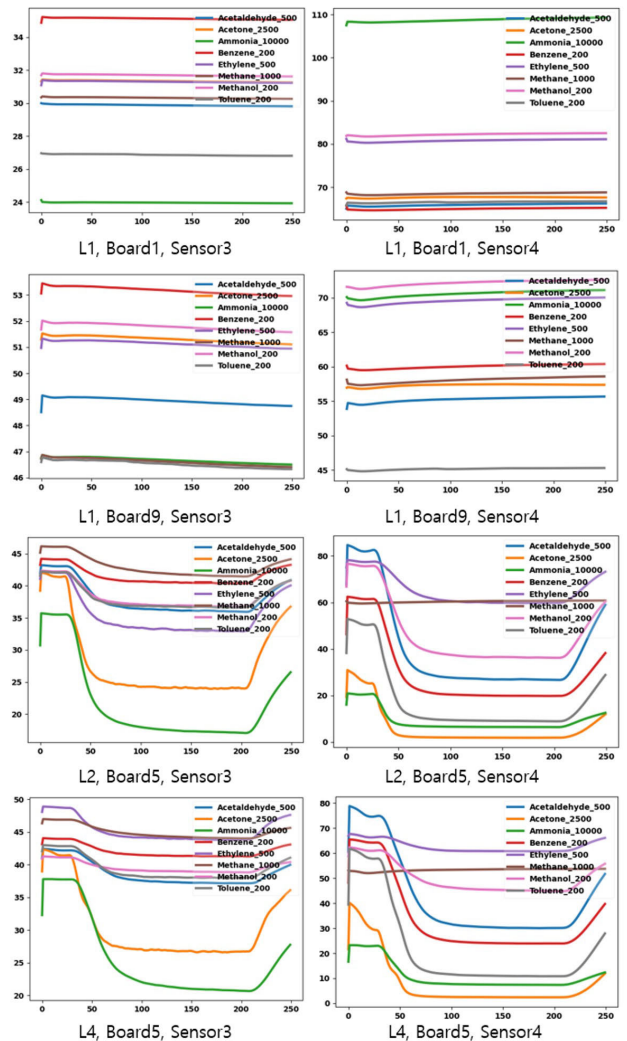 36
34
32
30
28
26
24
0
50
100
150
200
250
Acetaldehyde_500
Acetone_2500
Ammonia_10000
Benzene_200
Ethylene_500
Methane_1000
Methanol_200
Toluene_200
L1, Board1, Sensor3
110
100
90
80
70
0
50
100
150
200
250
Acetaldehyde_500
Acetone_2500
Ammonia_10000
Benzene_200
Ethylene_500
Methane_1000
Methanol_200
Toluene_200
L1, Board1, Sensor4
53
52
51
50
49
48
47
46
0
50
100
150
200
250
Acetaldehyde_500
Acetone_2500
Ammonia_10000
Benzene_200
Ethylene_500
Methane_1000
Methanol_200
Toluene_200
L1, Board9, Sensor3
70
65
60
55
50
45
0
50
100
150
200
250
Acetaldehyde_500
Acetone_2500
Ammonia_10000
Benzene_200
Ethylene_500
Methane_1000
Methanol_200
Toluene_200
L1, Board9, Sensor4
45
40
35
30
25
20
0
50
100
150
200
250
Acetaldehyde_500
Acetone_2500
Ammonia_10000
Benzene_200
Ethylene_500
Methane_1000
Methanol_200
Toluene_200
L2, Board5, Sensor3
80
60
40
20
0
0
50
100
150
200
250
Acetaldehyde_500
Acetone_2500
Ammonia_10000
Benzene_200
Ethylene_500
Methane_1000
Methanol_200
Toluene_200
L2, Board5, Sensor4
50
45
40
35
30
25
20
0
50
100
150
200
250
Acetaldehyde_500
Acetone_2500
Ammonia_10000
Benzene_200
Ethylene_500
Methane_1000
Methanol_200
Toluene_200
L4, Board5, Sensor3
80
70
60
50
40
30
20
10
0
0
50
100
150
200
250
Acetaldehyde_500
Acetone_2500
Ammonia_10000
Benzene_200
Ethylene_500
Methane_1000
Methanol_200
Toluene_200
L4, Board5, Sensor4